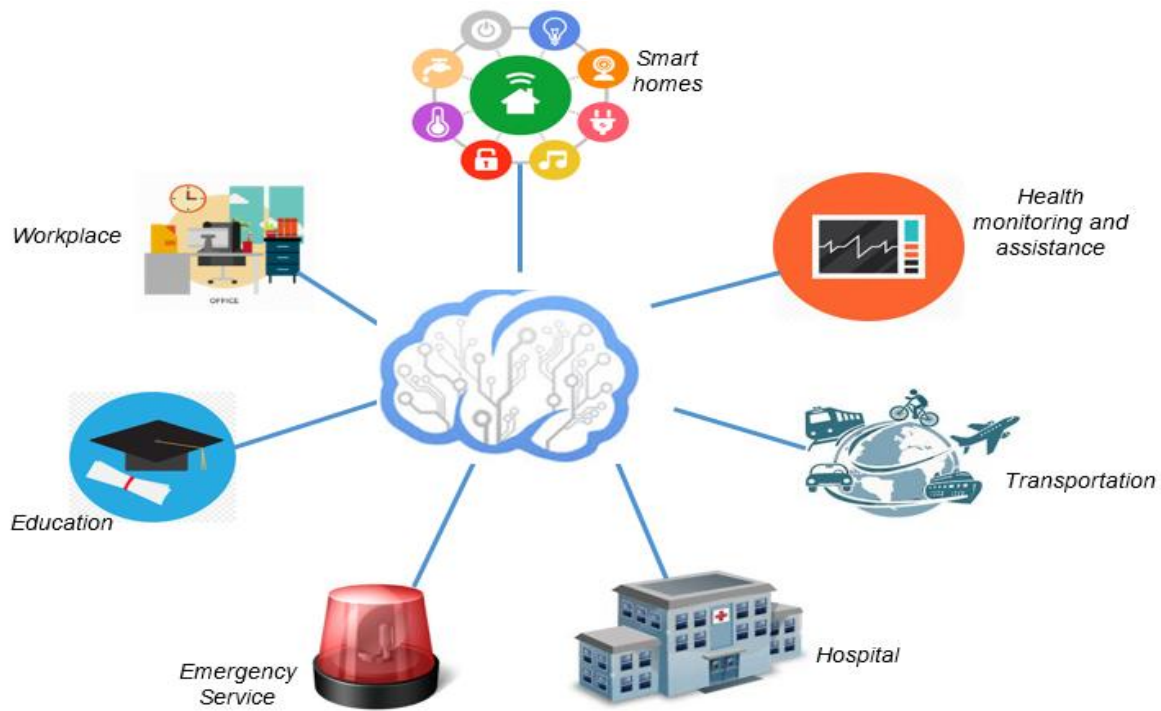 Smart
homes
Workplace
OFFICE
Health
monitoring and
assistance
Education
Transportation
Emergency
Service
Hospital